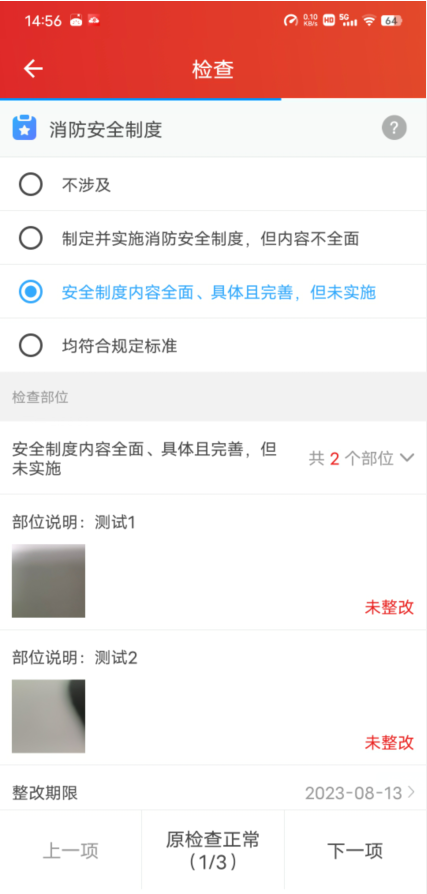 14:56 0.10 KB/s HD 5G 64
检查
消防安全制度 ?
不涉及
制定并实施消防安全制度，但内容不全面
安全制度内容全面、具体且完善，但未实施
均符合规定标准
检查部位
安全制度内容全面、具体且完善，但
未实施
共 2 个部位
部位说明：测试1
未整改
部位说明：测试2
未整改
整改期限 2023-08-13
上一项
原检查正常
（1/3）
下一项